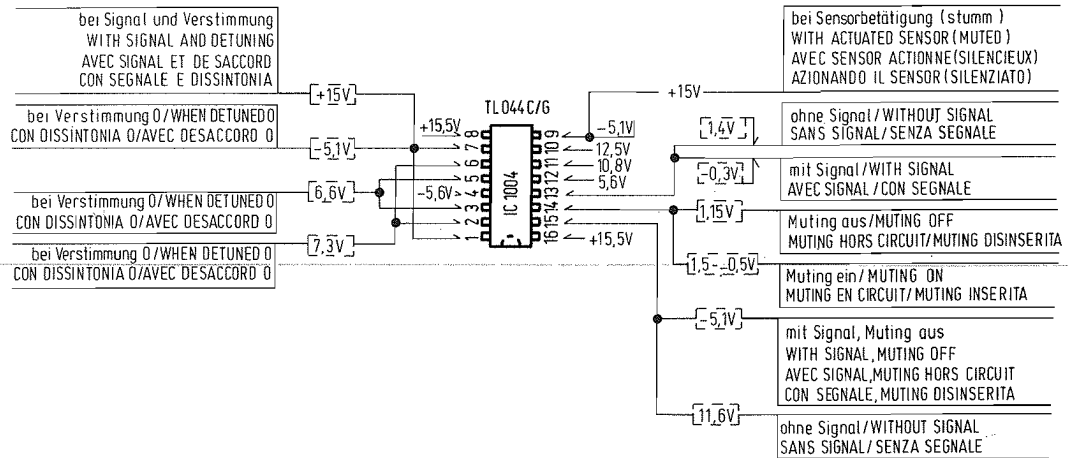 bei Signal und Verstimmung
WITH SIGNAL AND DETUNING
AVEC SIGNAL ET DE SACCORD
CON SEGNALE E DISSINTONIA
+15V
bei Verstimmung 0/WHEN DETUNED 0
CON DISSINTONIA 0/AVEC DESACCORD 0
-5,1V
6,6V
bei Verstimmung 0/WHEN DETUNED 0
CON DISSINTONIA 0/AVEC DESACCORD 0
7,3V
bei Verstimmung 0/WHEN DETUNED 0
CON DISSINTONIA 0/AVEC DESACCORD 0
TL044C/G
IC 1004
+15,5V
-5,6V
8
7
6
5
4
3
2
1
9
10
11
12
13
14
15
16
-5,1V
12,5V
10,8V
5,6V
+15,5V
bei Sensorbetätigung (stumm)
WITH ACTUATED SENSOR (MUTED)
AVEC SENSOR ACTIONNE (SILENCIEUX)
AZIONANDO IL SENSOR (SILENZIATO)
+15V
ohne Signal/WITHOUT SIGNAL
SANS SIGNAL/SENZA SEGNALE
1,4V
-0,3V
mit Signal/WITH SIGNAL
AVEC SIGNAL/CON SEGNALE
1,15V
Muting aus/MUTING OFF
MUTING HORS CIRCUIT/MUTING DISINSERITA
1,5-_0,5V
Muting ein/MUTING ON
MUTING EN CIRCUIT/MUTING INSERITA
-5,1V
mit Signal, Muting aus
WITH SIGNAL, MUTING OFF
AVEC SIGNAL, MUTING HORS CIRCUIT
CON SEGNALE, MUTING DISINSERITA
11,6V
ohne Signal/WITHOUT SIGNAL
SANS SIGNAL/SENZA SEGNALE